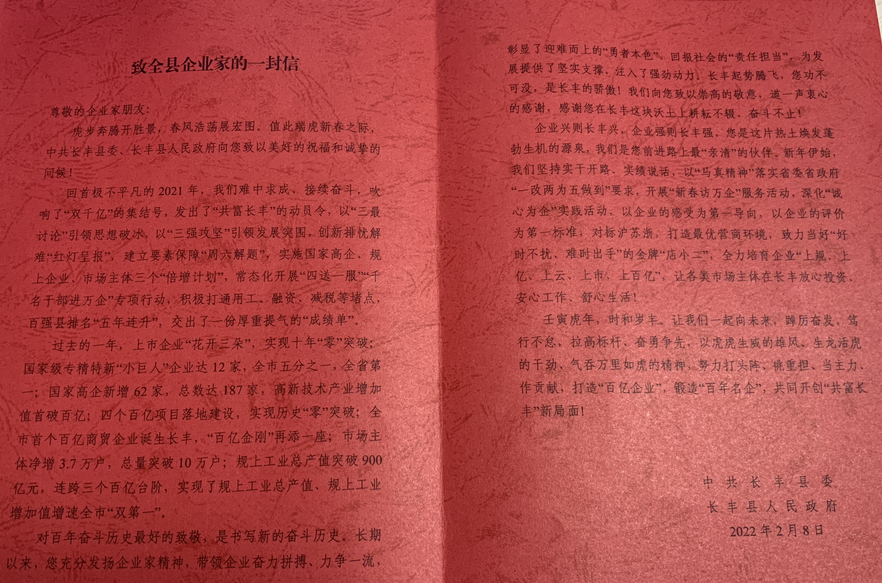 致全县企业家的一封信
尊敬的企业家朋友：
虎步奔腾开胜景，春风浩荡展宏图。值此瑞虎新春之际，
中共长丰县委、长丰县人民政府向您致以美好的祝福和诚挚的
问候！
回首极不平凡的 2021 年，我们难中求成、接续奋斗，吹
响了“双千亿”的集结号，发出了“共富长丰”的动员令，以“三最
讨论”引领思想破冰，以“三强攻坚”引领发展突围，创新排忧解
难“红灯呈报”，建立要素保障“周六解题”，实施国家高企、规
上企业、市场主体三个“倍增计划”，常态化开展“四送一服”“千
名干部进万企”专项行动，积极打通用工、融资、减税等堵点，
百强县排名“五年连升”，交出了一份厚重提气的“成绩单”。
过去的一年，上市企业“花开三朵”，实现十年“零”突破；
国家级专精特新“小巨人”企业达 12 家，全市五分之一，全省第
一；国家高企新增 62 家，总数达 187 家，高新技术产业增加
值首破百亿；四个百亿项目落地建设，实现历史“零”突破；全
市首个百亿商贸企业诞生长丰，“百亿金刚”再添一座；市场主
体净增 3.7 万户，总量突破 10 万户；规上工业总产值突破 900
亿元，连跨三个百亿台阶，实现了规上工业总产值、规上工业
增加值增速全市“双第一”。
对百年奋斗历史最好的致敬，是书写新的奋斗历史。长期
以来，您充分发扬企业家精神，带领企业奋力拼搏、力争一流，
彰显了迎难而上的“勇者本色”、回报社会的“责任担当”，为发
展提供了坚实支撑，注入了强劲动力。长丰起势腾飞，您功不
可没，是长丰的骄傲！我们向您致以崇高的敬意，道一声衷心
的感谢，感谢您在长丰这块沃土上耕耘不辍、奋斗不止！
企业兴则长丰兴，企业强则长丰强，您是这片热土焕发蓬
勃生机的源泉，我们是您前进路上最“亲清”的伙伴。新年伊始，
我们坚持实干开路、实绩说话，以“马真精神”落实省委省政府
“一改两为五做到”要求，开展“新春访万企”服务活动，深化“诚
心为企”实践活动，以企业的感受为第一导向，以企业的评价
为第一标准，对标沪苏浙，打造最优营商环境，致力当好“好
时不扰、难时出手”的金牌“店小二”，全力培育企业“上规、上
亿、上云、上市、上百亿”，让各类市场主体在长丰放心投资、
安心工作、舒心生活！
壬寅虎年，时和岁丰。让我们一起向未来，踔厉奋发，笃
行不怠、拉高标杆、奋勇争先，以虎虎生威的雄风、生龙活虎
的干劲、气吞万里如虎的精神，努力打头阵、挑重担、当主力、
作贡献，打造“百亿企业”，锻造“百年名企”，共同开创“共富长
丰”新局面！
中共长丰县委
长丰县人民政府
2022 年 2 月 8 日